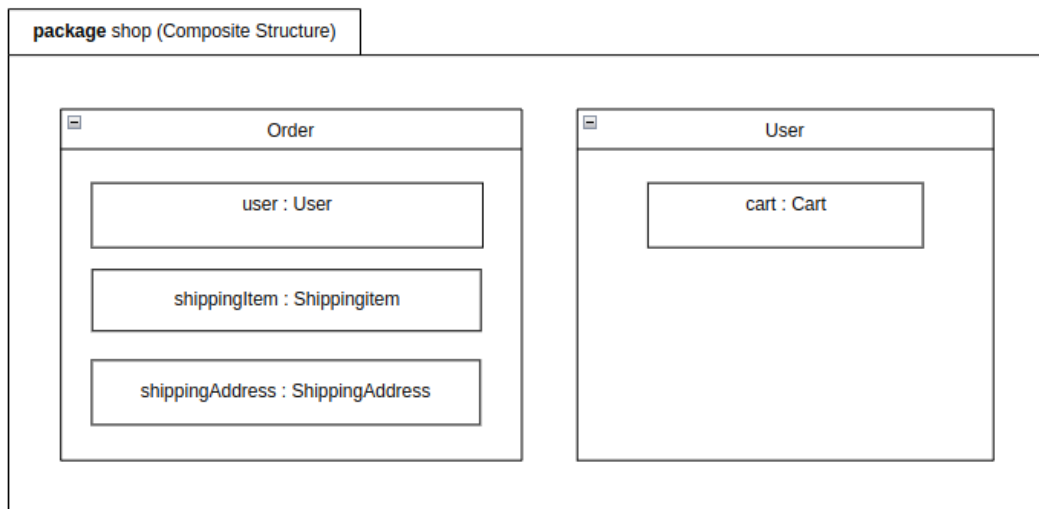 package shop (Composite Structure)
Order
user : User
shippingItem : Shippingitem
shippingAddress : ShippingAddress
User
cart : Cart